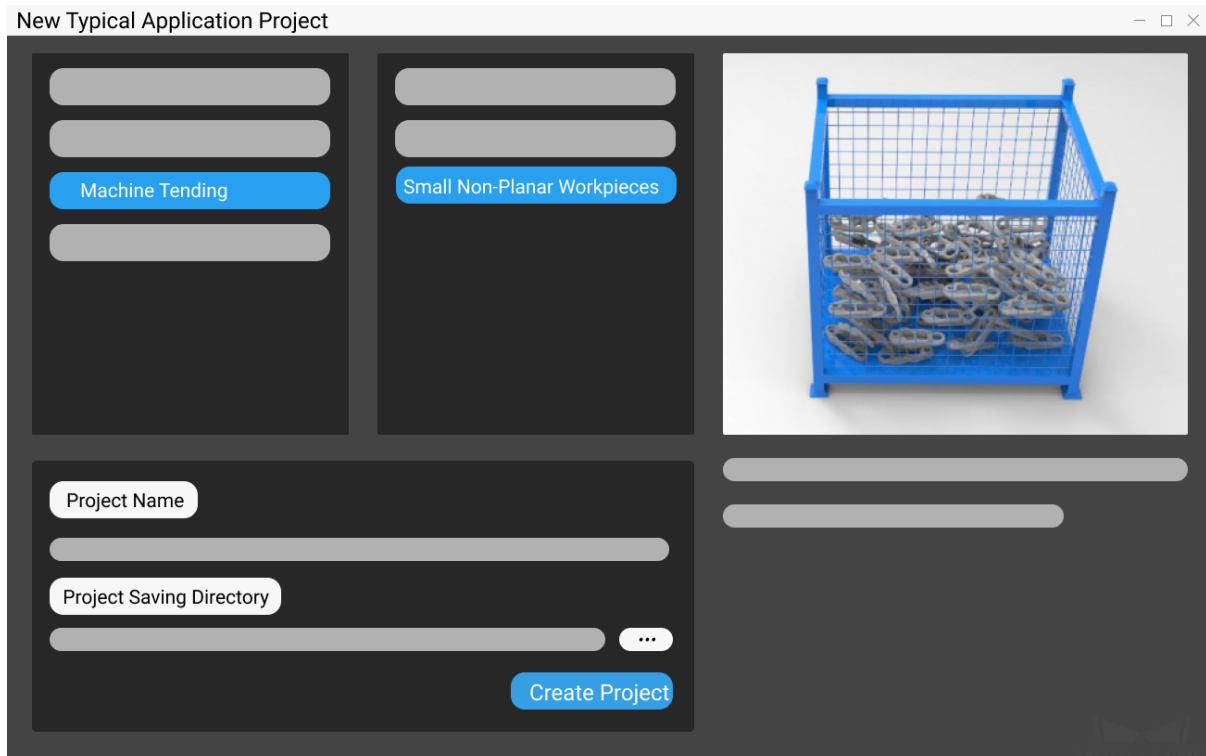 New Typical Application Project
Machine Tending
Small Non-Planar Workpieces
Project Name
Project Saving Directory
...
Create Project